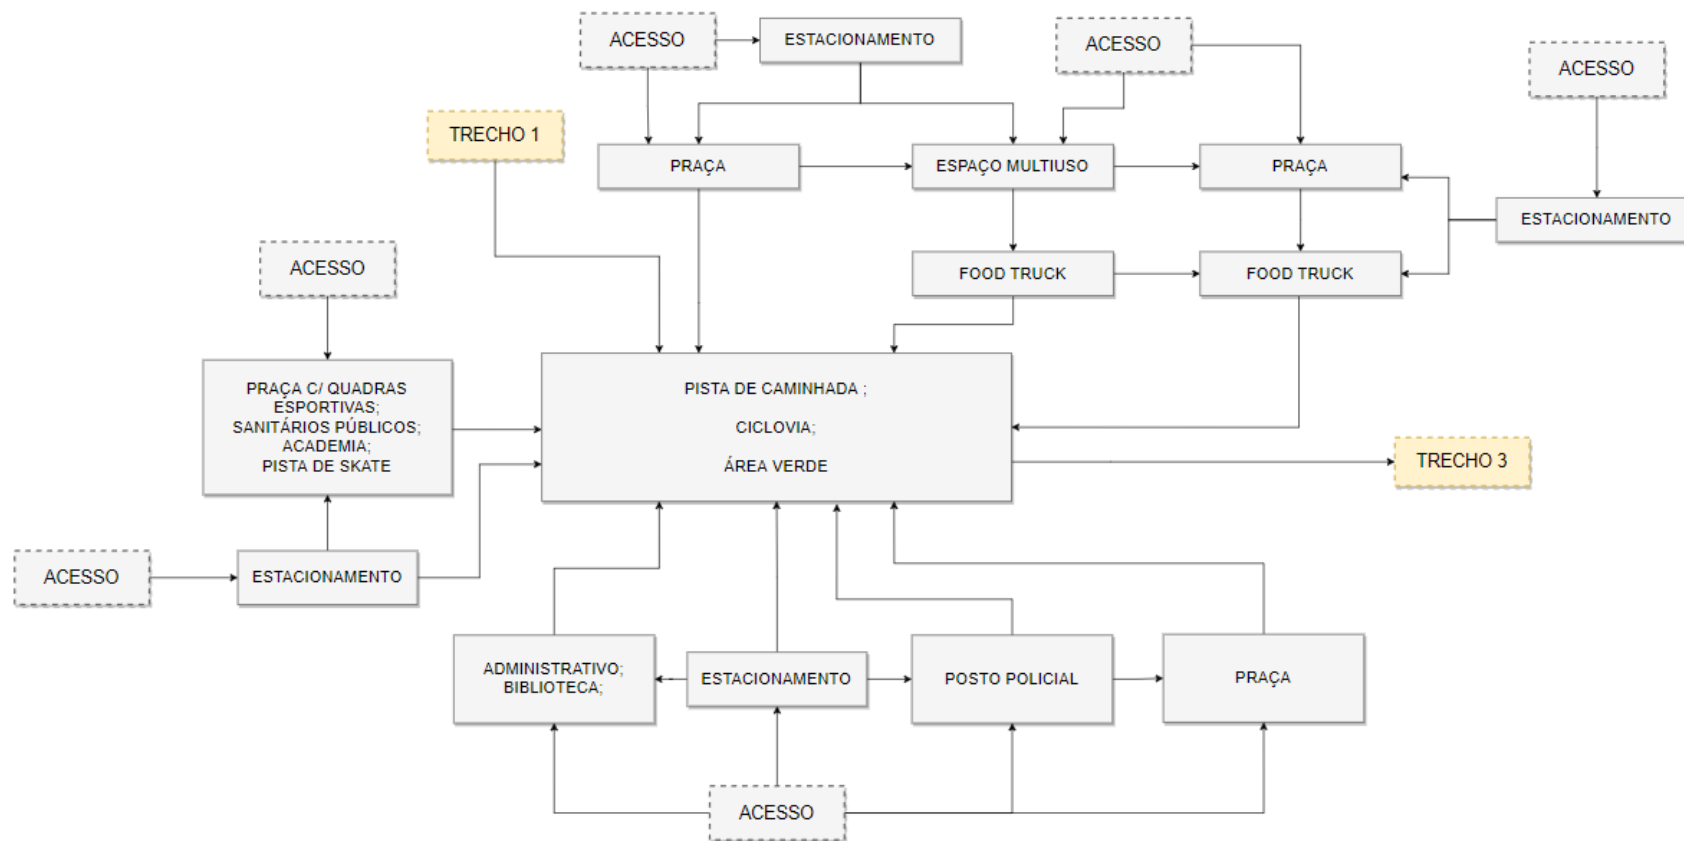 ACESSO
ESTACIONAMENTO
ACESSO
ACESSO
TRECHO 1
PRAÇA
ESPAÇO MULTIUSO
PRAÇA
ESTACIONAMENTO
ACESSO
FOOD TRUCK
FOOD TRUCK
PRAÇA C/ QUADRAS
ESPORTIVAS;
SANITÁRIOS PÚBLICOS;
ACADEMIA;
PISTA DE SKATE
PISTA DE CAMINHADA ;
CICLOVIA;
ÁREA VERDE
TRECHO 3
ACESSO
ESTACIONAMENTO
ADMINISTRATIVO;
BIBLIOTECA;
ESTACIONAMENTO
POSTO POLICIAL
PRAÇA
ACESSO